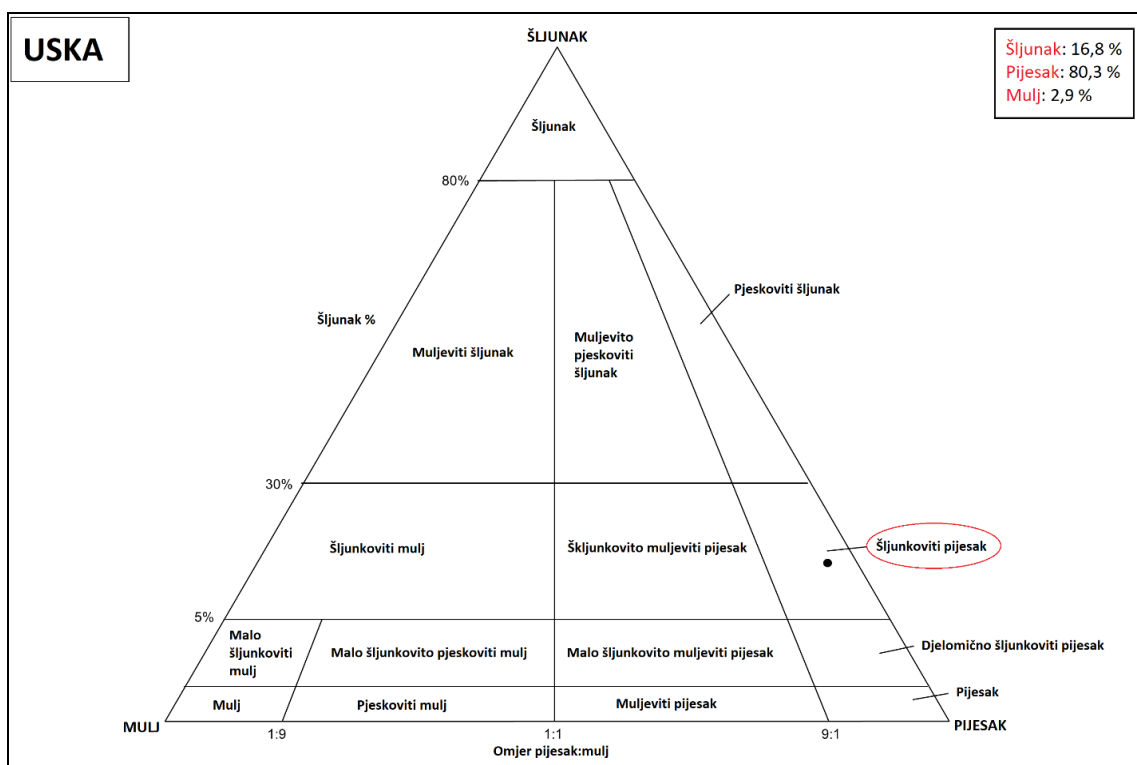 USKA
ŠLJUNAK
Šljunak: 16,8 %
Pijesak: 80,3 %
Mulj: 2,9 %
Šljunak
80%
Pjeskoviti šljunak
Šljunak %
Muljeviti šljunak
Muljevito
pjeskoviti
šljunak
30%
Šljunkoviti mulj
Škljunkovito muljeviti pijesak
Šljunkoviti pijesak
5%
Malo
šljunkoviti
mulj
Malo šljunkovito pjeskoviti mulj
Malo šljunkovito muljeviti pijesak
Djelomično šljunkoviti pijesak
Mulj
Pjeskoviti mulj
Muljeviti pijesak
Pijesak
MULJ
PIJESAK
1:9
1:1
9:1
Omjer pijesak:mulj